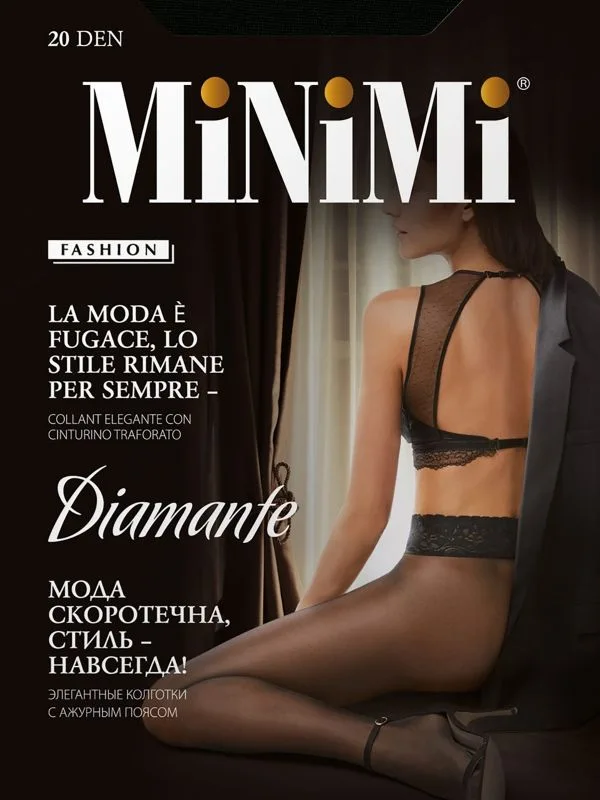 20 DEN
MiNiMi®
FASHION
LA MODA È
FUGACE, LO
STILE RIMANE
PER SEMPRE –
COLLANT ELEGANTE CON
CINTURINO TRAFORATO
Diamante
МОДА
СКОРОТЕЧНА,
СТИЛЬ –
НАВСЕГДА!
ЭЛЕГАНТНЫЕ КОЛГОТКИ
С АЖУРНЫМ ПОЯСОМ